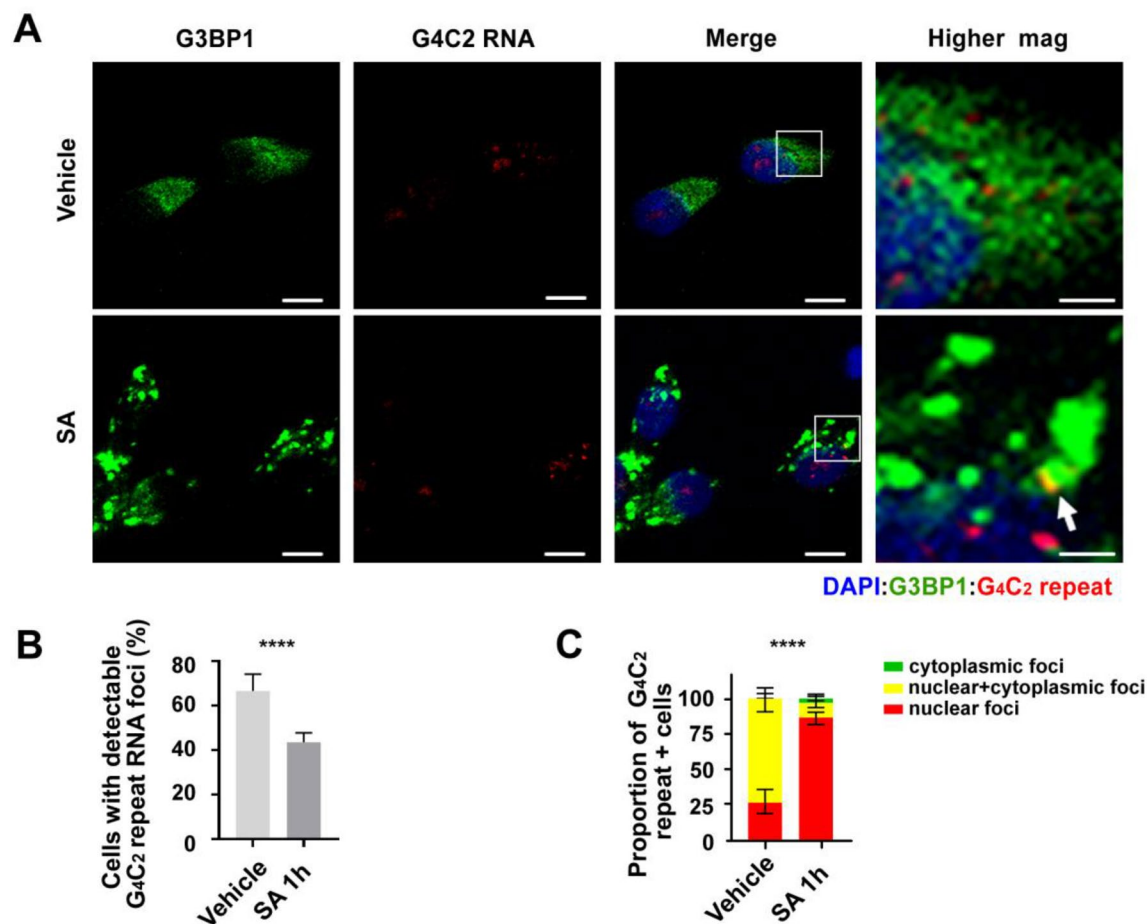 A
G3BP1
G4C2 RNA
Merge
Higher mag
Vehicle
SA
DAPI:G3BP1:G4C2 repeat
B
Cells with detectable
G4C2 repeat RNA foci (%)
****
80
60
40
20
0
Vehicle
SA 1h
C
Proportion of G4C2
repeat + cells
****
100
75
50
25
0
Vehicle
SA 1h
cytoplasmic foci
nuclear+cytoplasmic foci
nuclear foci